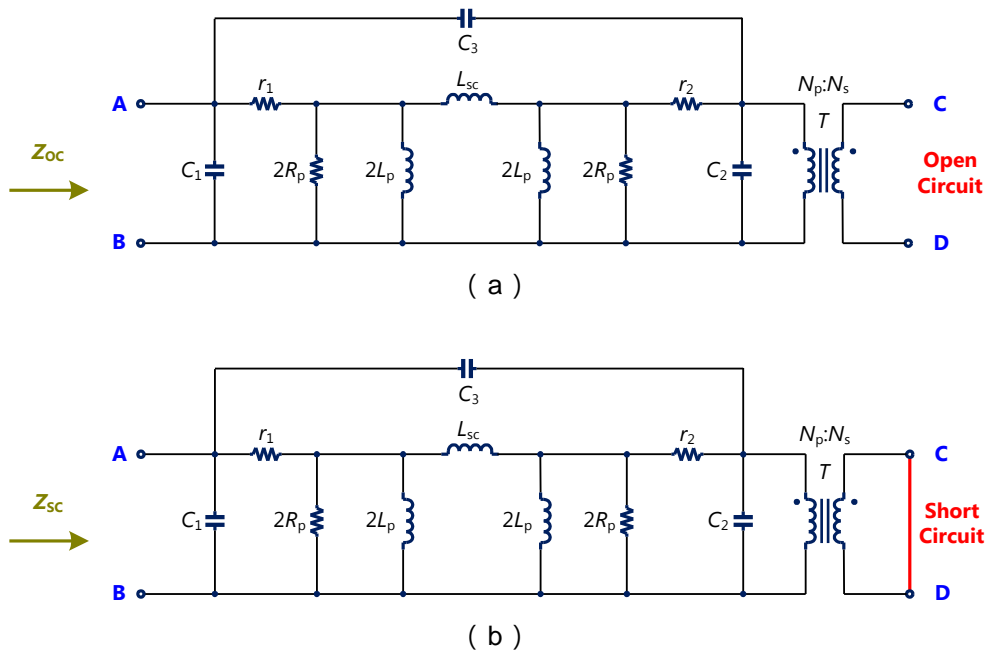 C3
r1 Lsc r2 Np:Ns
A C
T
ZOC C1 2Rp 2Lp 2Lp 2Rp C2 Open
Circuit
B D
( a )
C3
r1 Lsc r2 Np:Ns
A C
T
ZSC C1 2Rp 2Lp 2Lp 2Rp C2 Short
Circuit
B D
( b )